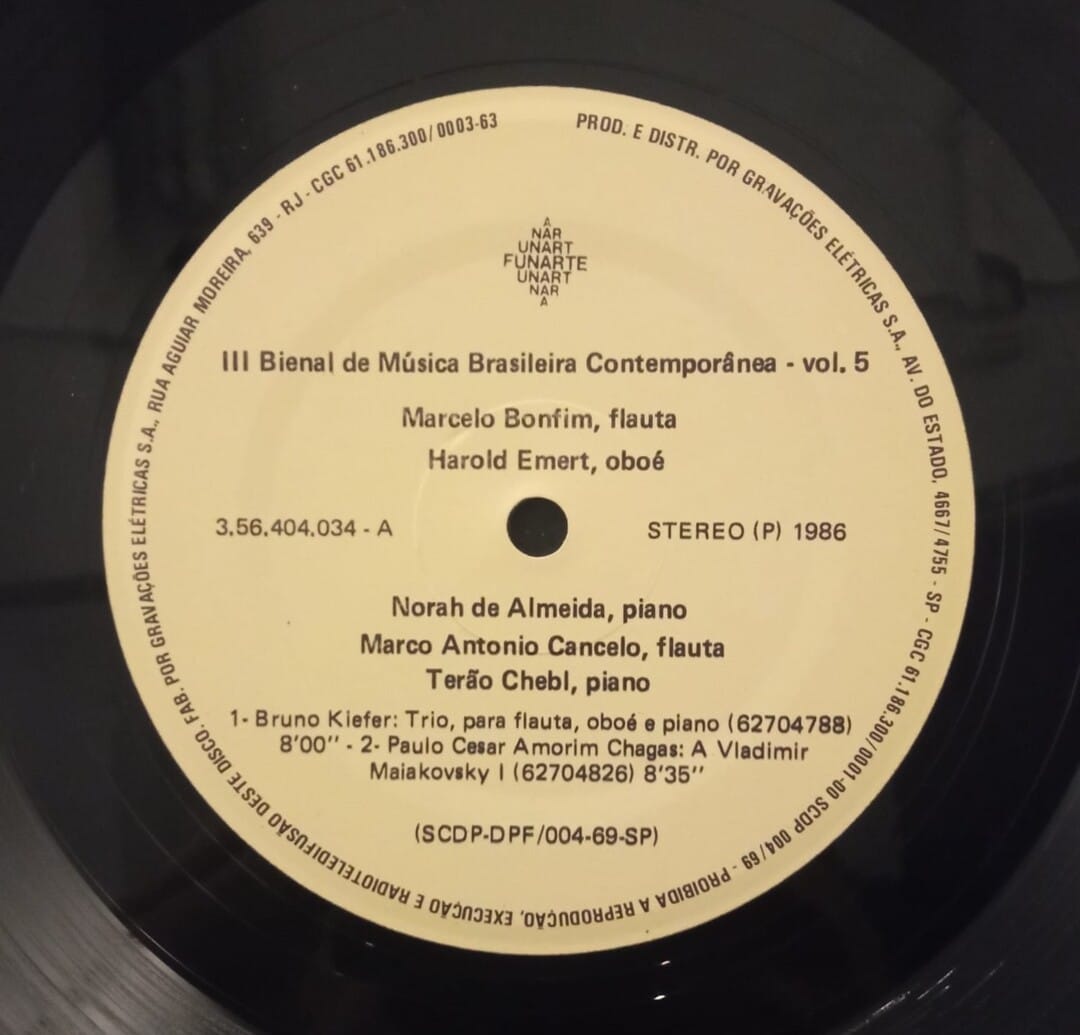 PROD. E DISTR. POR GRAVAÇÕES ELÉTRICAS S.A., AV. DO ESTADO, 4667/4755 - SP - CGC 61.186.300/0001-00 SCDP 004/69 - PROIBIDA A REPRODUÇÃO, EXECUÇÃO E RADIOTELEDIFUSÃO DESTE DISCO. FAB. POR GRAVAÇÕES ELÉTRICAS S.A., RUA AGUIAR MOREIRA, 639 - RJ - CGC 61.186.300/0003-63
A
NAR
UNART
FUNARTE
UNART
NAR
A
III Bienal de Música Brasileira Contemporânea - vol. 5
Marcelo Bonfim, flauta
Harold Emert, oboé
3.56.404.034 - A
STEREO (P) 1986
Norah de Almeida, piano
Marco Antonio Cancelo, flauta
Terão Chebl, piano
1- Bruno Kiefer: Trio, para flauta, oboé e piano (62704788)
8'00" - 2- Paulo Cesar Amorim Chagas: A Vladimir
Maiakovsky I (62704826) 8'35"
(SCDP-DPF/004-69-SP)